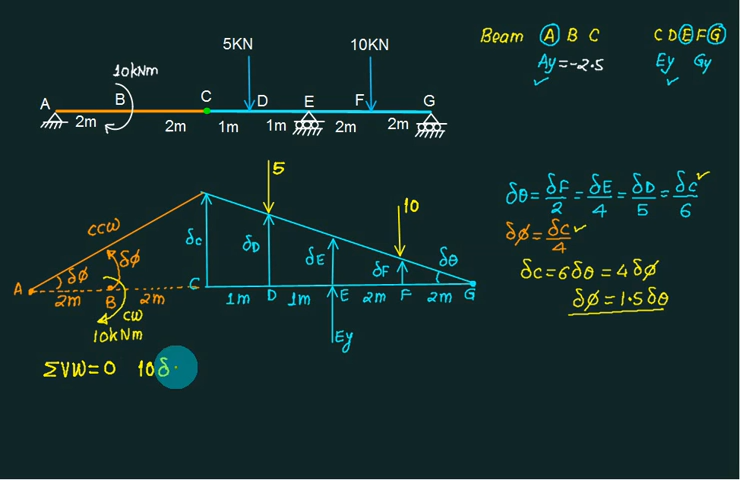 Beam A B C C D E F G
Ay = -2.5 Ey Gy
5KN 10KN
10kNm
A B C D E F G
2m 2m 1m 1m 2m 2m
5
10
ccw
δφ δφ
δc δD δE δF δθ
A B C D E F G
2m 2m 1m 1m 2m 2m
cw
10kNm
Ey
δθ = δF/2 = δE/4 = δD/5 = δc/6
δφ = δc/4
δc = 6δθ = 4δφ
δφ = 1.5δθ
ΣVW = 0 10δ